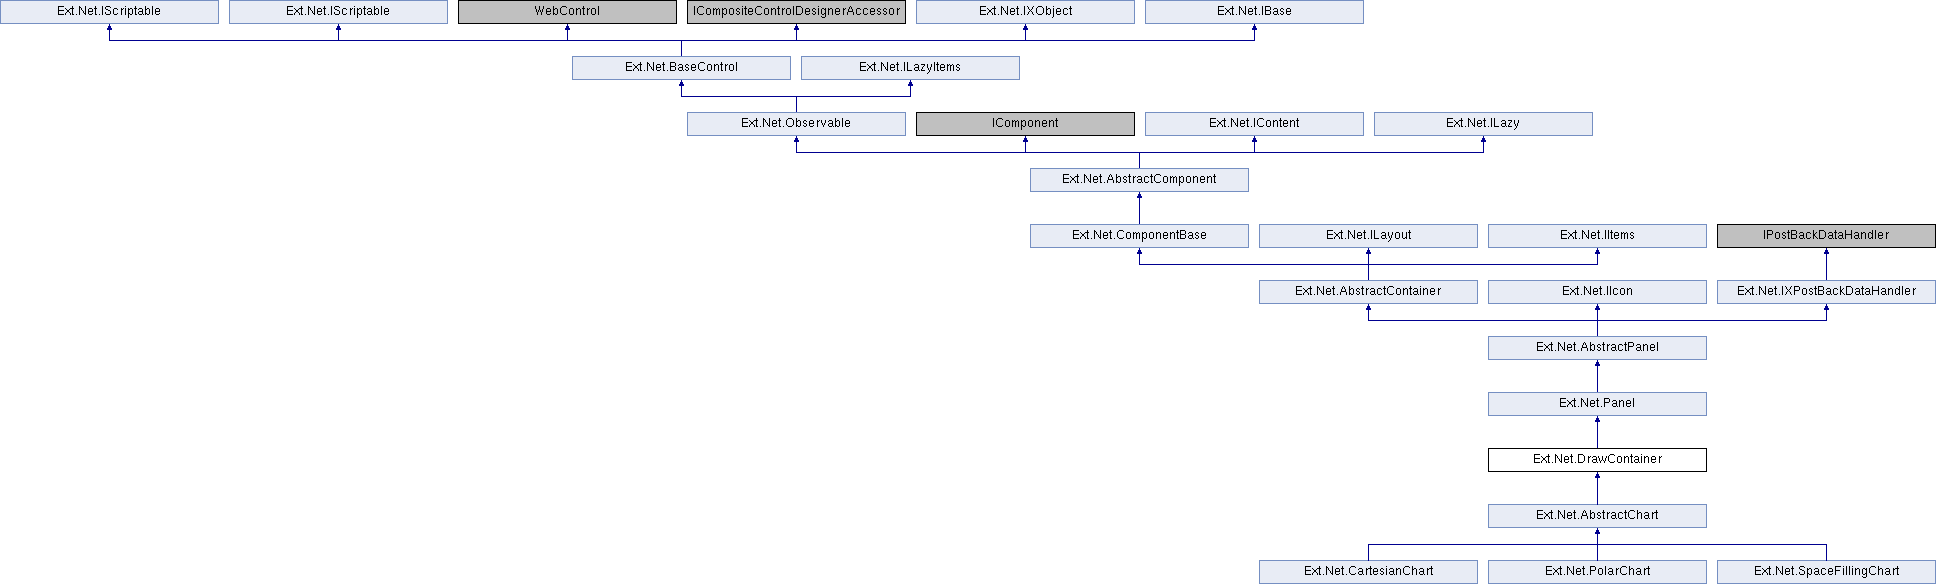 Ext.Net.IScriptable
Ext.Net.IScriptable
WebControl
ICompositeControlDesignerAccessor
Ext.Net.IXObject
Ext.Net.IBase
Ext.Net.BaseControl
Ext.Net.ILazyItems
Ext.Net.Observable
IComponent
Ext.Net.IContent
Ext.Net.ILazy
Ext.Net.AbstractComponent
Ext.Net.ComponentBase
Ext.Net.ILayout
Ext.Net.IItems
IPostBackDataHandler
Ext.Net.AbstractContainer
Ext.Net.IIcon
Ext.Net.IXPostBackDataHandler
Ext.Net.AbstractPanel
Ext.Net.Panel
Ext.Net.DrawContainer
Ext.Net.AbstractChart
Ext.Net.CartesianChart
Ext.Net.PolarChart
Ext.Net.SpaceFillingChart